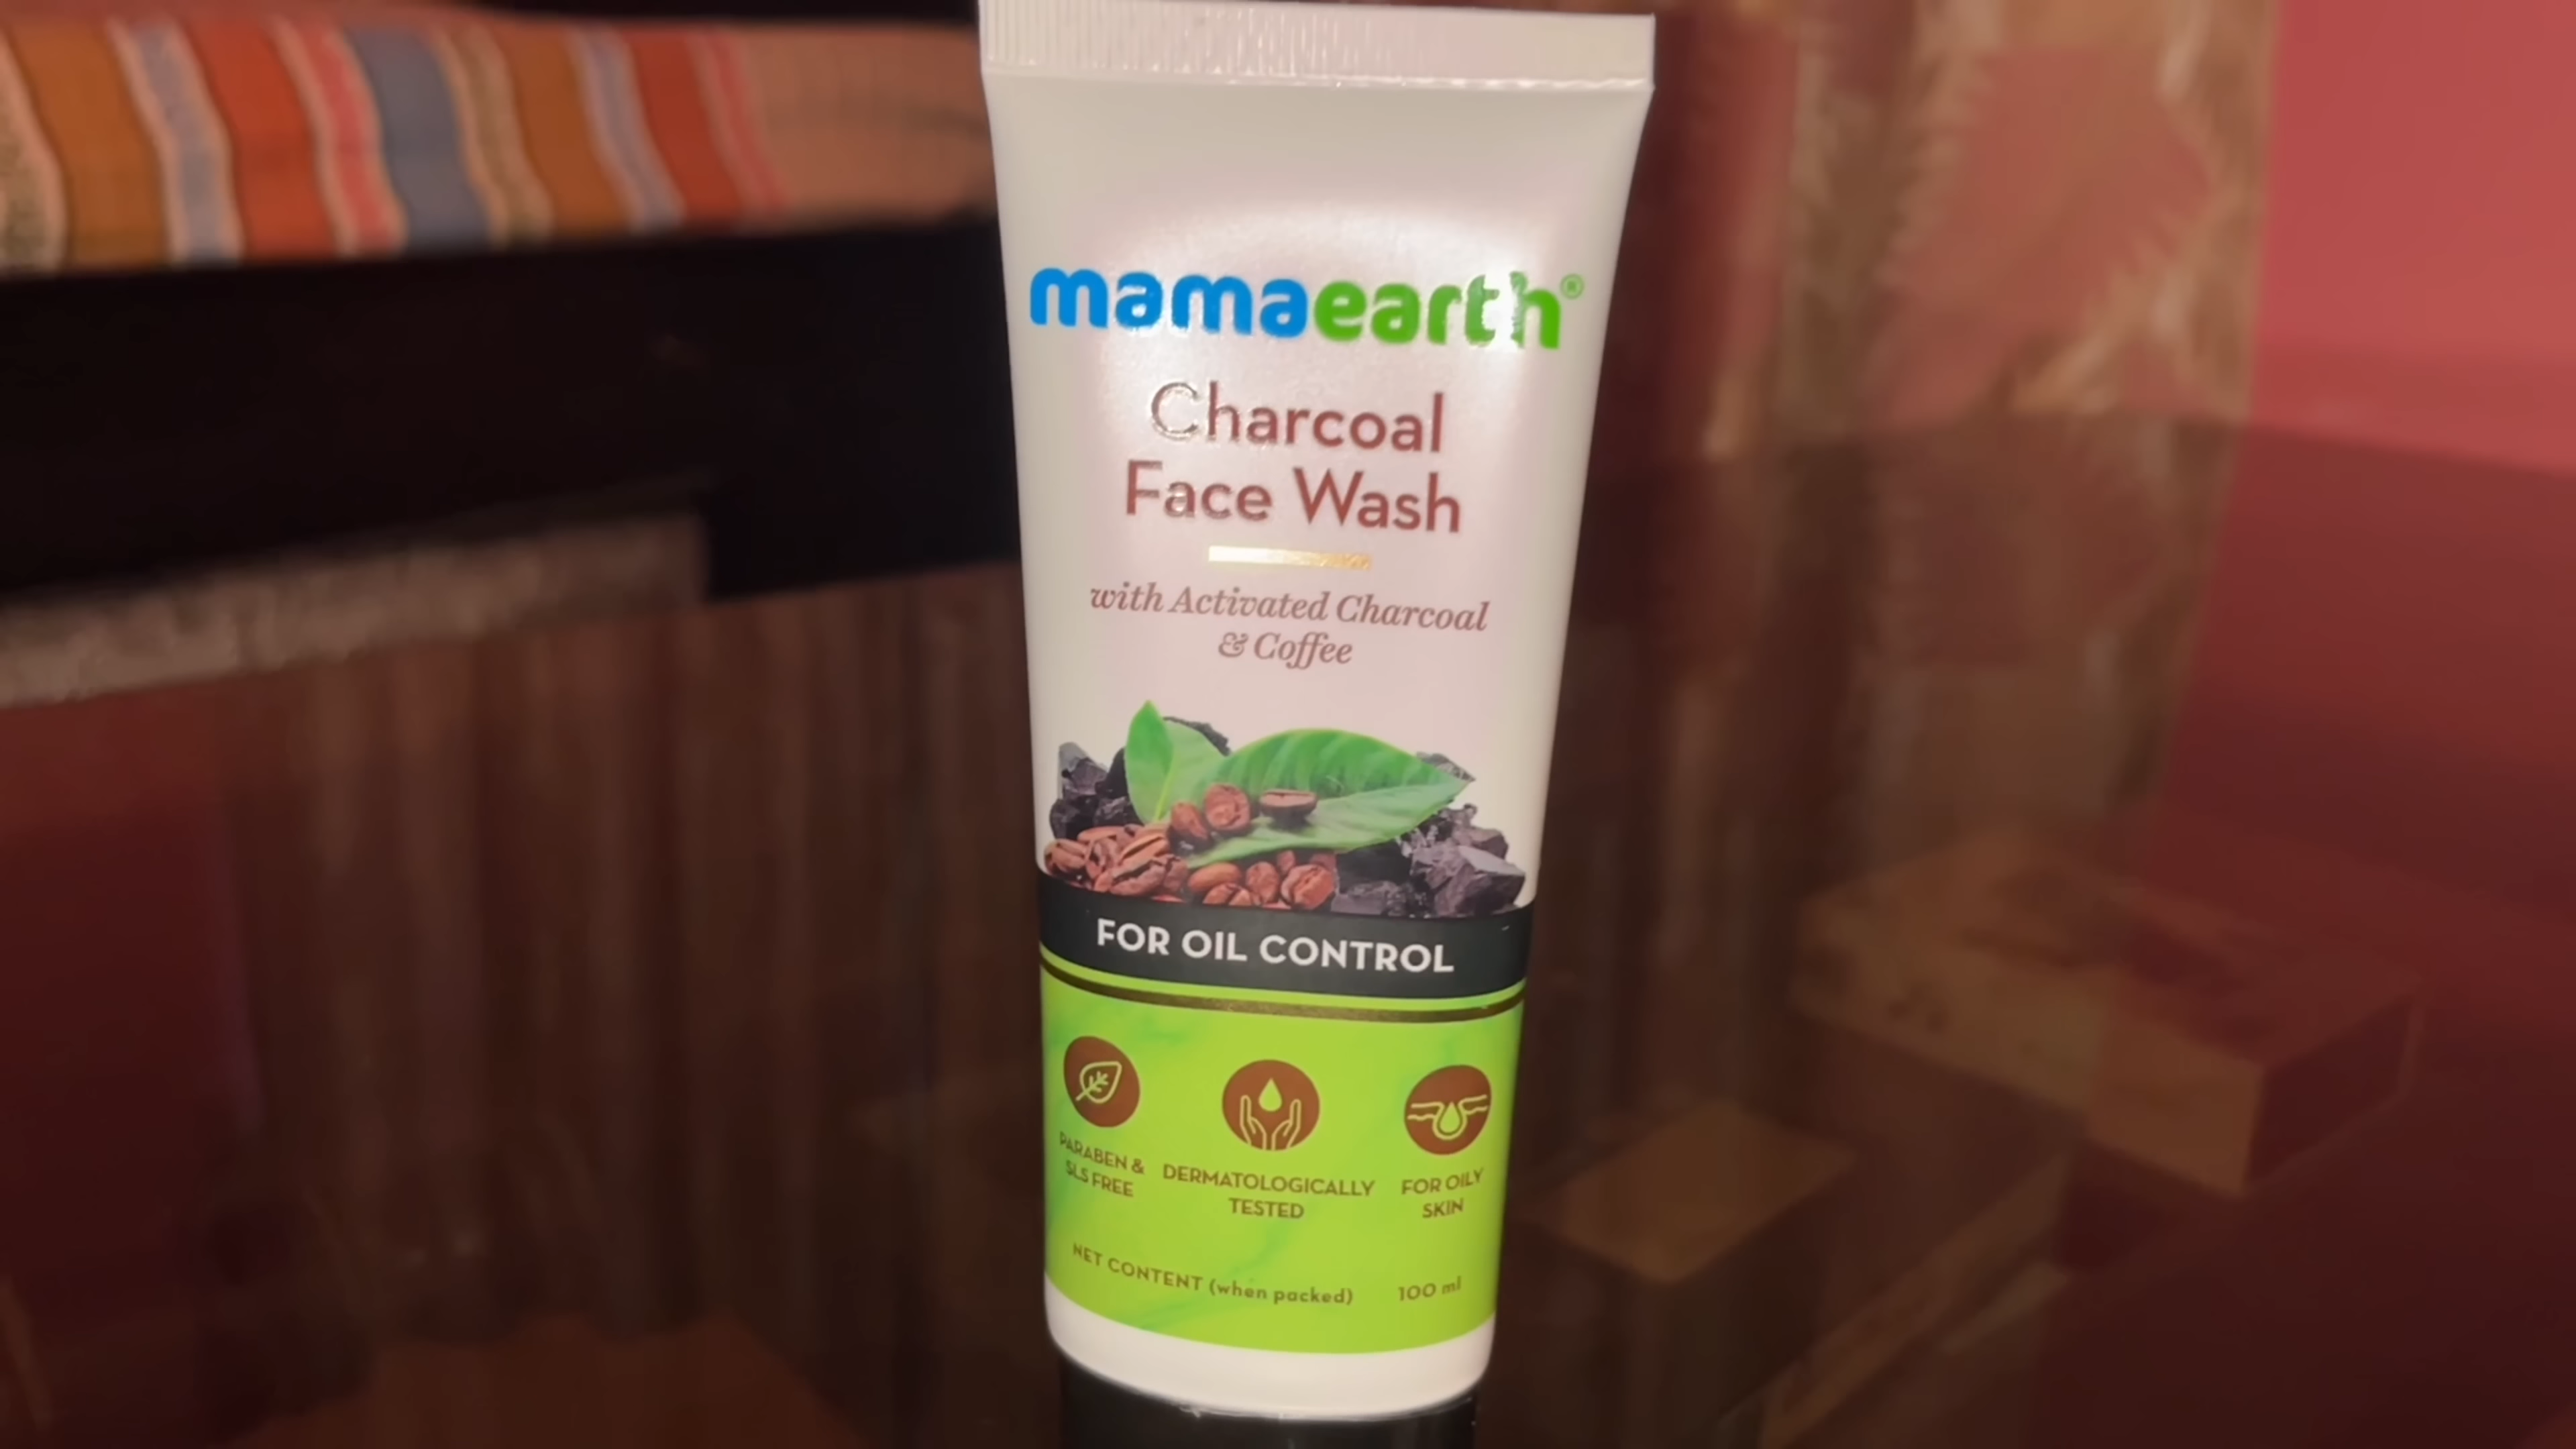 mamaearth®
Charcoal
Face Wash
with Activated Charcoal
& Coffee
FOR OIL CONTROL
PARABEN &
SLS FREE
DERMATOLOGICALLY
TESTED
FOR OILY
SKIN
NET CONTENT (when packed) 100 ml